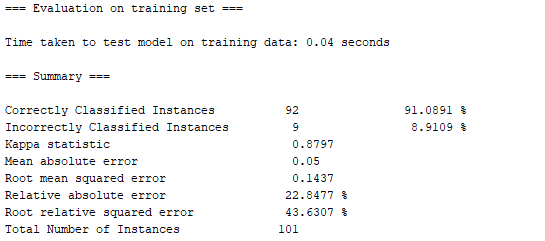 === Evaluation on training set ===
Time taken to test model on training data: 0.04 seconds
=== Summary ===
Correctly Classified Instances 92 91.0891 %
Incorrectly Classified Instances 9 8.9109 %
Kappa statistic 0.8797
Mean absolute error 0.05
Root mean squared error 0.1437
Relative absolute error 22.8477 %
Root relative squared error 43.6307 %
Total Number of Instances 101